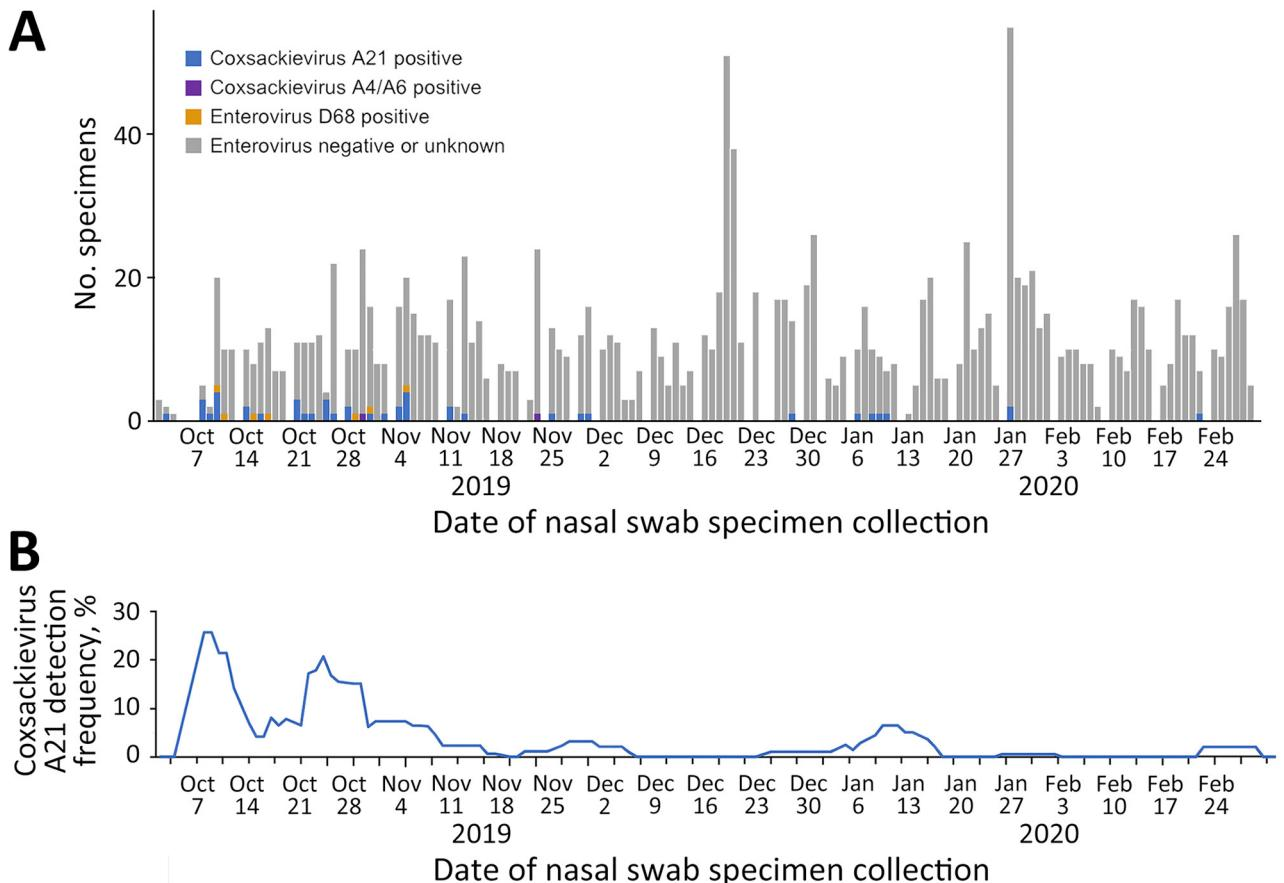 A
Coxsackievirus A21 positive
Coxsackievirus A4/A6 positive
Enterovirus D68 positive
Enterovirus negative or unknown
No. specimens
40
20
0
Oct Oct Oct Oct Nov Nov Nov Nov Dec Dec Dec Dec Dec Jan Jan Jan Jan Feb Feb Feb Feb
7 14 21 28 4 11 18 25 2 9 16 23 30 6 13 20 27 3 10 17 24
2019 2020
Date of nasal swab specimen collection
B
Coxsackievirus
A21 detection
frequency, %
30
20
10
0
Oct Oct Oct Oct Nov Nov Nov Nov Dec Dec Dec Dec Dec Jan Jan Jan Jan Feb Feb Feb Feb
7 14 21 28 4 11 18 25 2 9 16 23 30 6 13 20 27 3 10 17 24
2019 2020
Date of nasal swab specimen collection